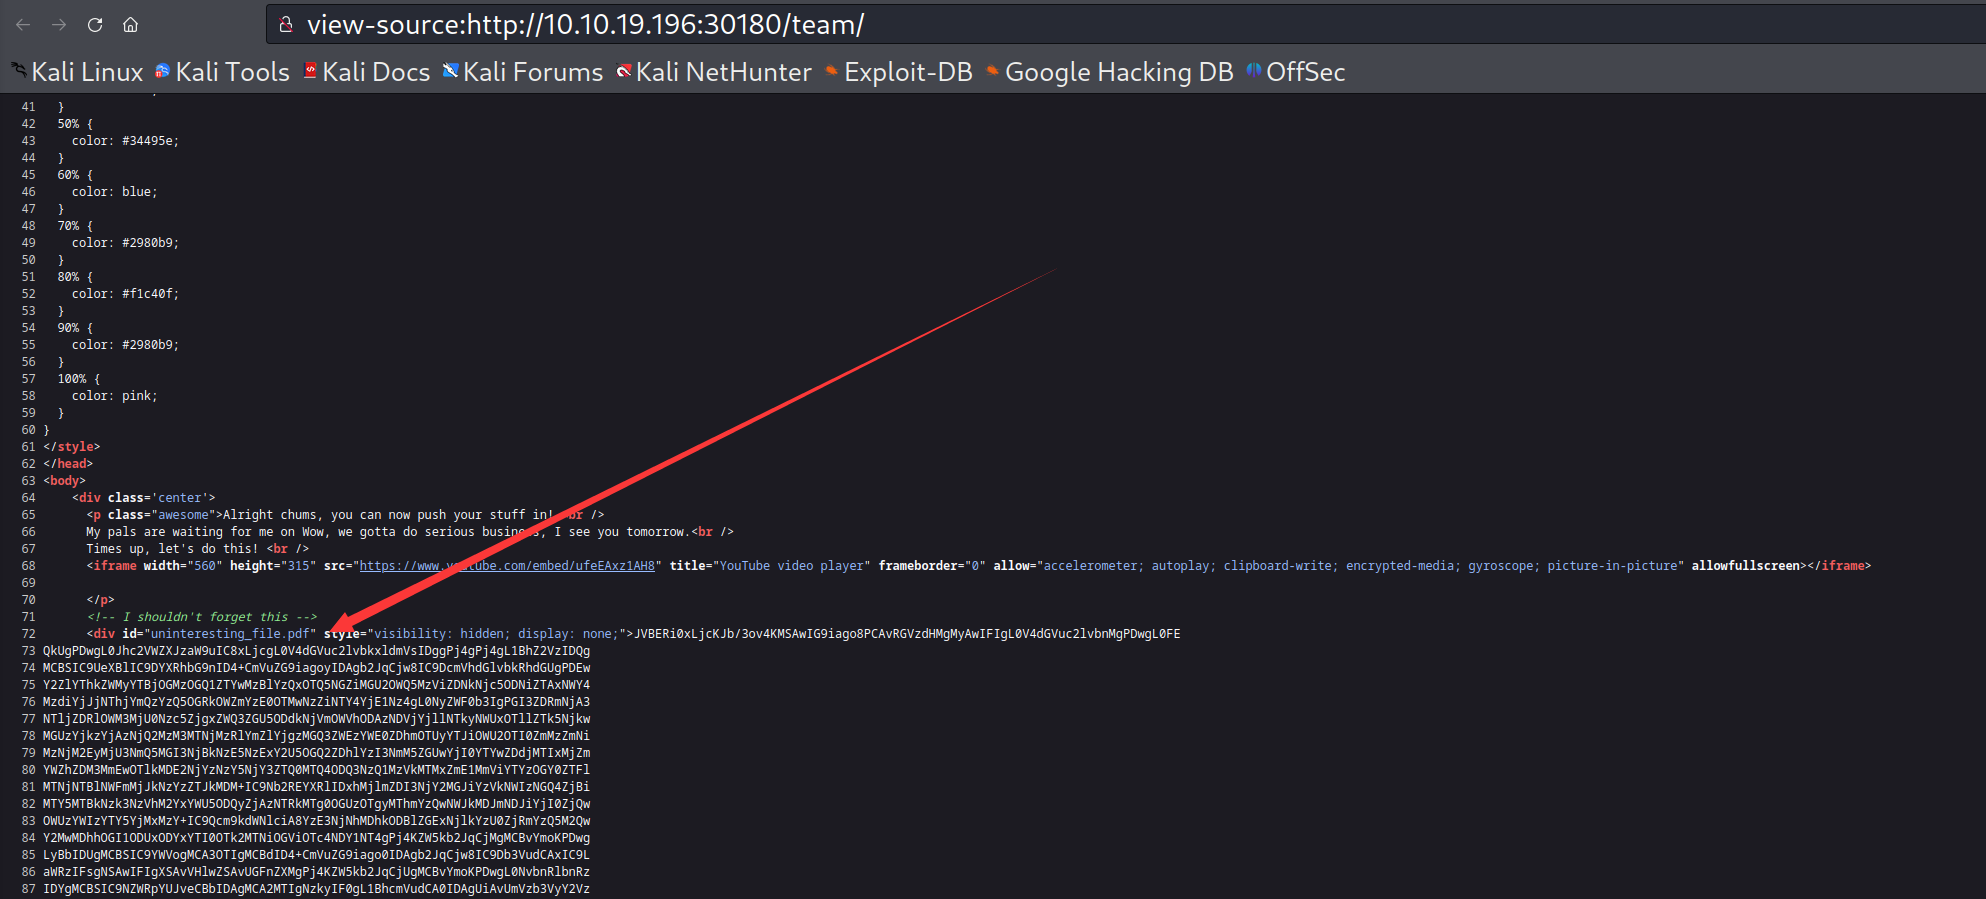 view-source:http://10.10.19.196:30180/team/
Kali Linux Kali Tools Kali Docs Kali Forums Kali NetHunter Exploit-DB Google Hacking DB OffSec
41 }
42 50% {
43 color: #34495e;
44 }
45 60% {
46 color: blue;
47 }
48 70% {
49 color: #2980b9;
50 }
51 80% {
52 color: #f1c40f;
53 }
54 90% {
55 color: #2980b9;
56 }
57 100% {
58 color: pink;
59 }
60 }
61 </style>
62 </head>
63 <body>
64 <div class='center'>
65 <p class="awesome">Alright chums, you can now push your stuff in! <br />
66 My pals are waiting for me on Wow, we gotta do serious business, I see you tomorrow.<br />
67 Times up, let's do this! <br />
68 <iframe width="560" height="315" src="https://www.youtube.com/embed/ufeEAxz1AH8" title="YouTube video player" frameborder="0" allow="accelerometer; autoplay; clipboard-write; encrypted-media; gyroscope; picture-in-picture" allowfullscreen></iframe>
69
70 </p>
71 <!-- I shouldn't forget this -->
72 <div id="uninteresting_file.pdf" style="visibility: hidden; display: none;">JVBERi0xLjcKJb/3ov4KMSAwIG9iago8PCAvRGVzdHMgMyAwIFIgL0V4dGVuc2lvbnMgPDwgL0FE
73 QkUgPDwgL0Jhc2VWZXJzaW9uIC8xLjcgL0V4dGVuc2lvbkxldmVsIDggPj4gPj4gL1BhZ2VzIDQg
74 MCBSIC9UeXBlIC9DYXRhbG9nID4+CmVuZG9iagoyIDAgb2JqCjw8IC9DcmVhdGlvbkRhdGUgPDEw
75 Y2ZlYThkZWMyYTBjOGMzOGQ1ZTYwMzBlYzQxOTQ5NGZiMGU2OWQ5MzViZDNkNjc5ODNiZTAxNWY4
76 MzdiYjJjNThjYmQzYzQ5OGRkOWZmYzE0OTMwNzZiNTY4YjE1Nz4gL0NyZWF0b3IgPGI3ZDRmNjA3
77 NTljZDRlOWM3MjU0Nzc5ZjgxZWQ3ZGU5ODdkNjVmOWVhODAzNDVjYjllNTkyNWUxOTllZTk5Njkw
78 MGUzYjkzYjAzNjQ2MzM3MTNjMzRlYmZlYjgzMGQ3ZWEzYWE0ZDhmOTUyYTJiOWU2OTI0ZmMzZmNi
79 MzNjM2EyMjU3NmQ5MGI3NjBkNzE5NzExY2U5OGQ2ZDhlYzI3NmM5ZGUwYjI0YTYwZDdjMTIxMjZm
80 YWZhZDM3MmEwOTlkMDE2NjYzNzY5NjY3ZTQ0MTQ4ODQ3NzQ1MzVkMTMxZmE1MmViYTYzOGY0ZTFl
81 MTNjNTBlNWFmMjJkNzYzZTJkMDM+IC9Nb2REYXRlIDxhMjlmZDI3NjY2MGJiYzVkNWIzNGQ4ZjBi
82 MTY5MTBkNzk3NzVhM2YxYWU5ODQyZjAzNTRkMTg0OGUzOTgyMThmYzQwNWJkMDJmNDJiYjI0ZjQw
83 OWUzYWIzYTY5YjMxMzY+IC9Qcm9kdWNlciA8YzE3NjNhMDhkODBlZGExNjlkYzU0ZjRmYzQ5M2Qw
84 Y2MwMDhhOGI1ODUxODYxYTI0OTk2MTNiOGViOTc4NDY1NT4gPj4KZW5kb2JqCjMgMCBvYmoKPDwg
85 LyBbIDUgMCBSIC9YWVogMCA3OTIgMCBdID4+CmVuZG9iago0IDAgb2JqCjw8IC9Db3VudCAxIC9L
86 aWRzIFsgNSAwIFIgXSAvVHlwZSAvUGFnZXMgPj4KZW5kb2JqCjUgMCBvYmoKPDwgL0NvbnRlbnRz
87 IDYgMCBSIC9NZWRpYUJveCBbIDAgMCA2MTIgNzkyIF0gL1BhcmVudCA0IDAgUiAvUmVzb3VyY2Vz